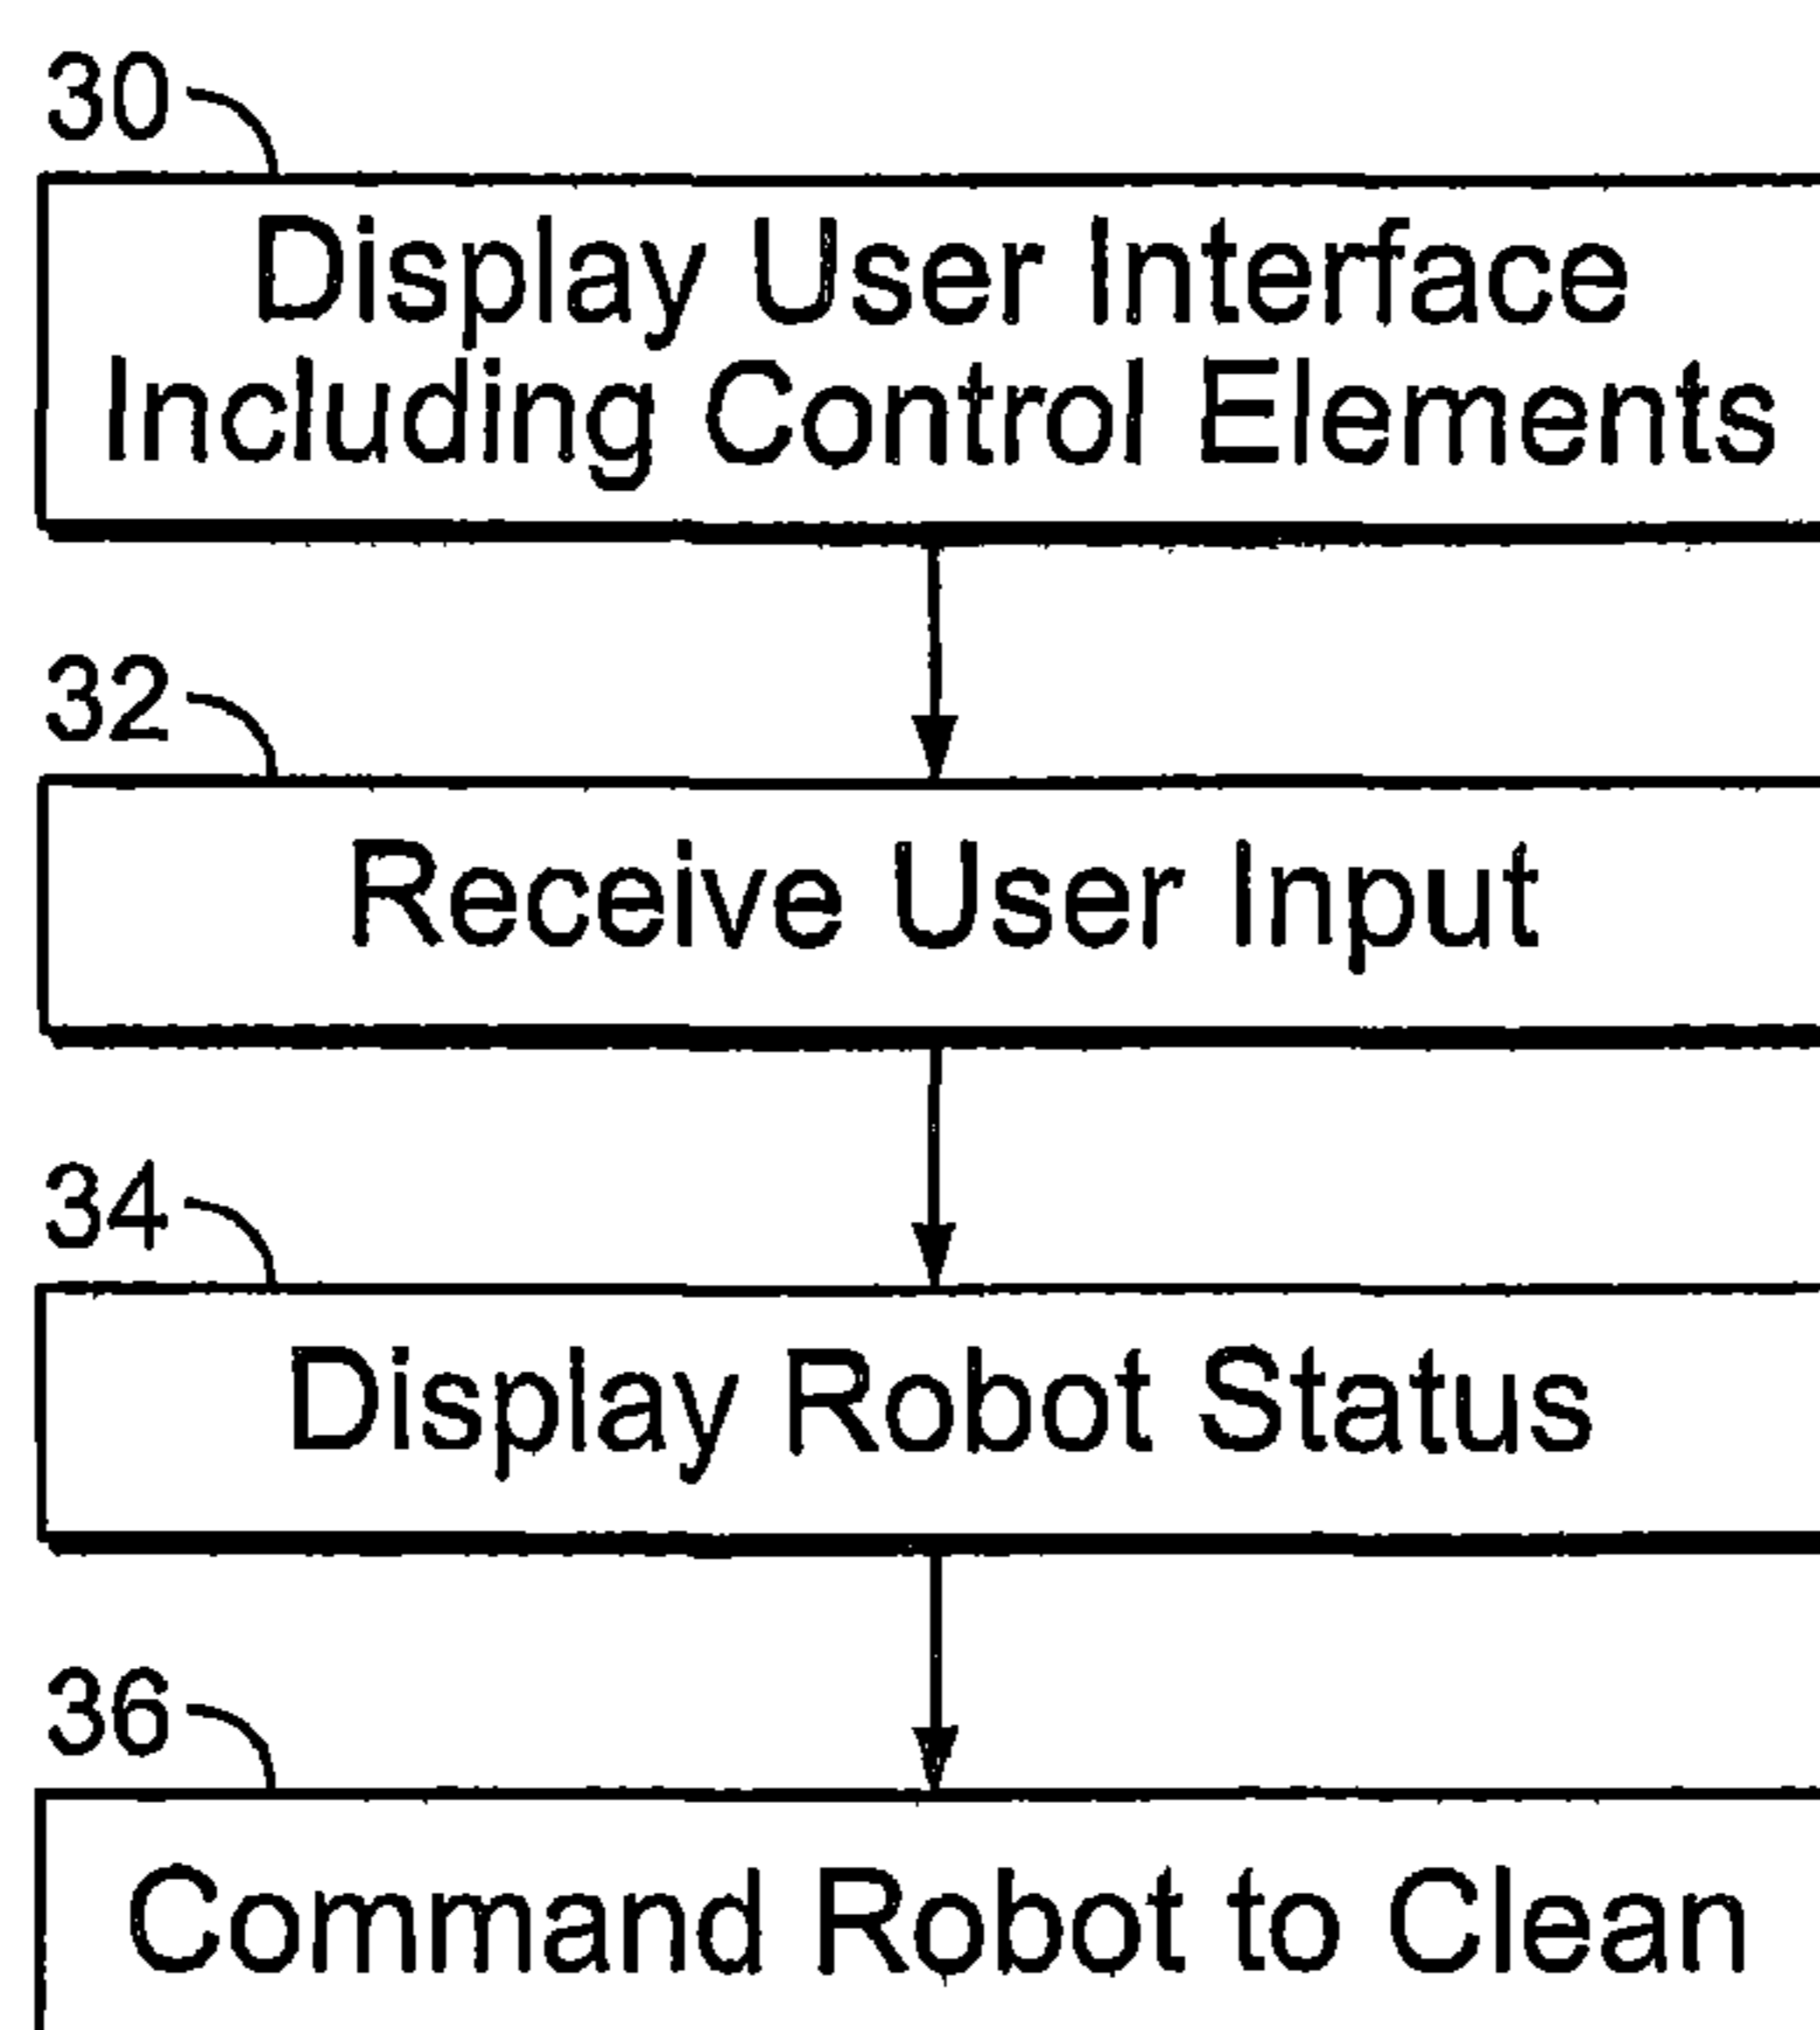 30
Display User Interface
Including Control Elements
32
Receive User Input
34
Display Robot Status
36
Command Robot to Clean